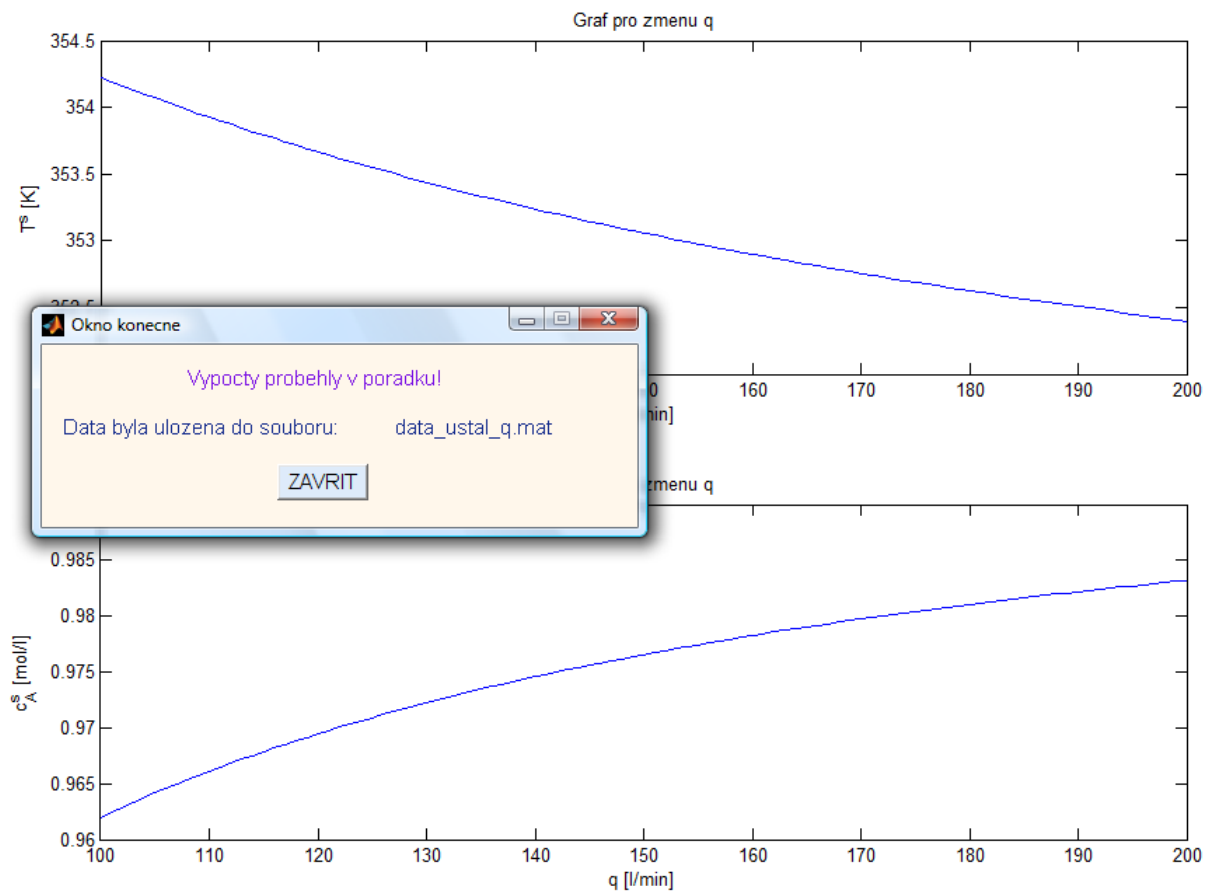 Graf pro zmenu q
354.5
354
353.5
353
T^s [K]
160
170
180
190
200
Okno konecne
Vypocty probehly v poradku!
Data byla ulozena do souboru: data_ustal_q.mat
ZAVRIT
zmenu q
0.985
0.98
0.975
0.97
0.965
0.96
c_A^s [mol/l]
100 110 120 130 140 150 160 170 180 190 200
q [l/min]